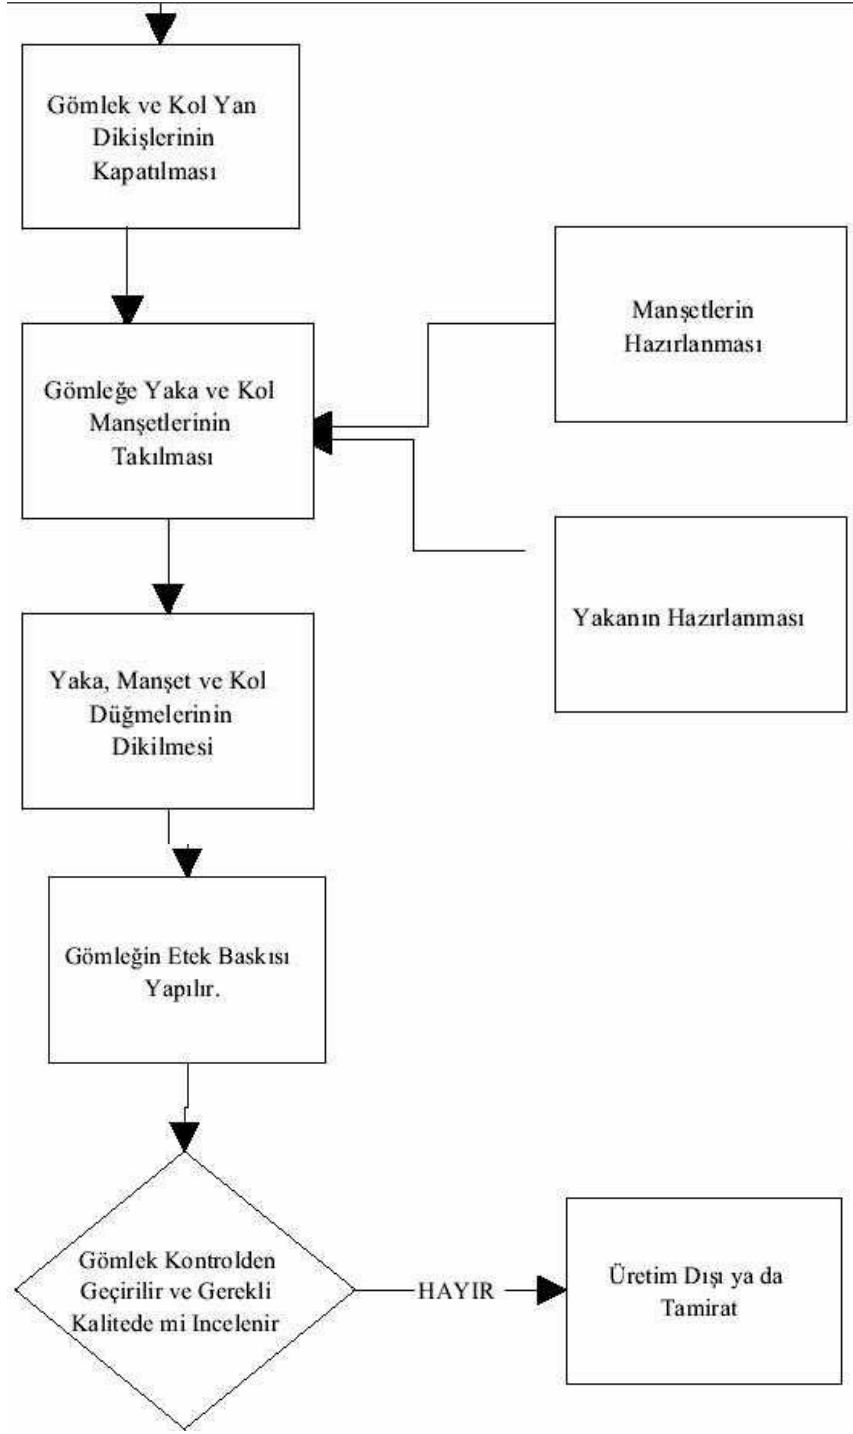 Gömlek ve Kol Yan
Dikişlerinin
Kapatılması
Manşetlerin
Hazırlanması
Gömleğe Yaka ve Kol
Manşetlerinin
Takılması
Yakanın Hazırlanması
Yaka, Manşet ve Kol
Düğmelerinin
Dikilmesi
Gömleğin Etek Baskısı
Yapılır.
Gömlek Kontrolden
Geçirilir ve Gerekli
Kalitede mi Incelenir
HAYIR
Üretim Dışı ya da
Tamirat